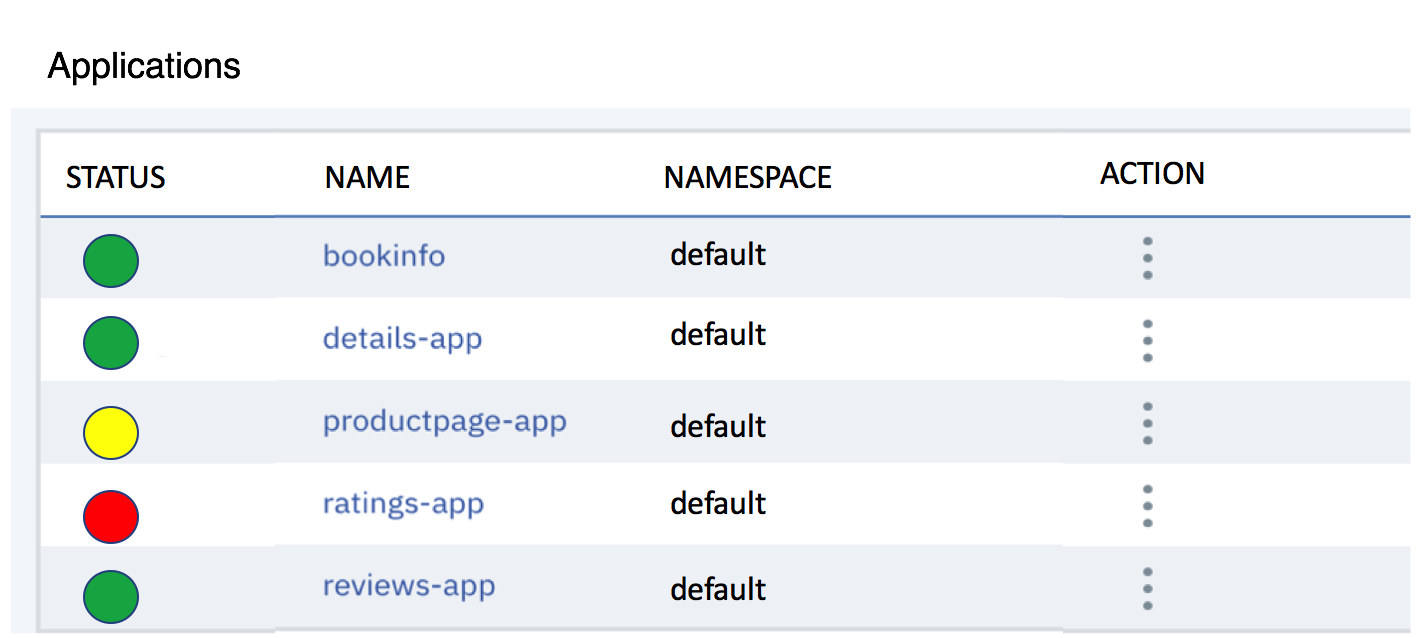 Applications
STATUS NAME NAMESPACE ACTION
bookinfo default
details-app default
productpage-app default
ratings-app default
reviews-app default